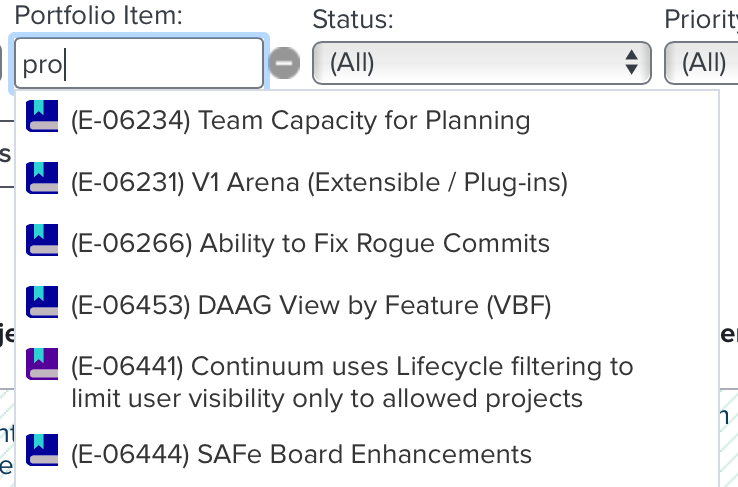 Portfolio Item:
Status:
pro
(All)
(All)
(E-06234) Team Capacity for Planning
(E-06231) V1 Arena (Extensible / Plug-ins)
(E-06266) Ability to Fix Rogue Commits
(E-06453) DAAG View by Feature (VBF)
(E-06441) Continuum uses Lifecycle filtering to
limit user visibility only to allowed projects
(E-06444) SAFe Board Enhancements